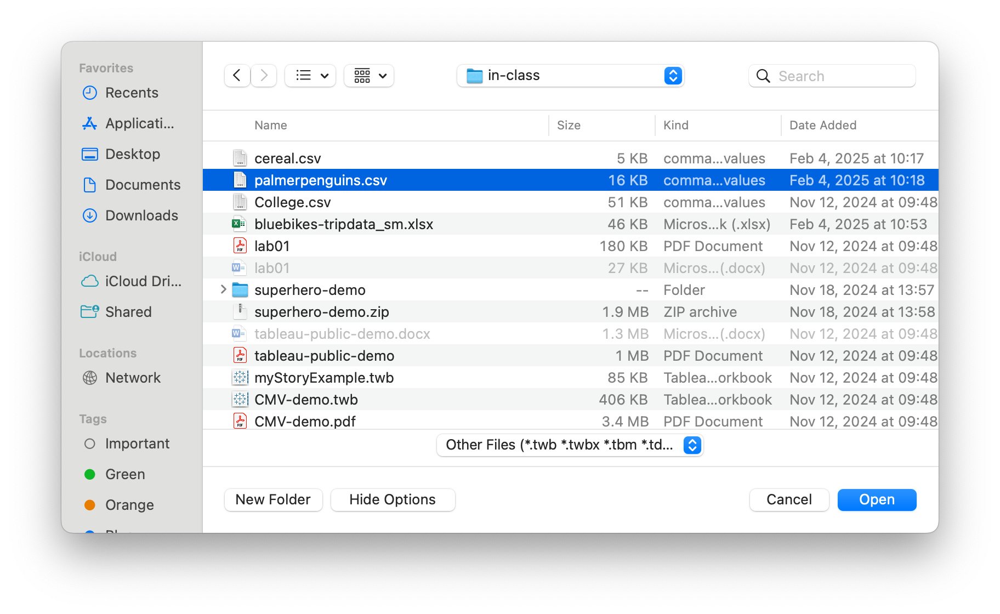 Favorites
Recents
Applicati...
Desktop
Documents
Downloads
iCloud
iCloud Dri...
Shared
Locations
Network
Tags
Important
Green
Orange
in-class
Search
Name Size Kind Date Added
cereal.csv 5 KB comma...values Feb 4, 2025 at 10:17
palmerpenguins.csv 16 KB comma...values Feb 4, 2025 at 10:18
College.csv 51 KB comma...values Nov 12, 2024 at 09:48
bluebikes-tripdata_sm.xlsx 46 KB Micros...k (.xlsx) Feb 4, 2025 at 10:53
lab01 180 KB PDF Document Nov 12, 2024 at 09:48
lab01 27 KB Micros...(.docx) Nov 12, 2024 at 09:48
superhero-demo -- Folder Nov 18, 2024 at 13:57
superhero-demo.zip 1.9 MB ZIP archive Nov 18, 2024 at 13:58
tableau-public-demo.docx 1.3 MB Micros...(.docx) Nov 12, 2024 at 09:48
tableau-public-demo 1 MB PDF Document Nov 12, 2024 at 09:48
myStoryExample.twb 85 KB Tablea...orkbook Nov 12, 2024 at 09:48
CMV-demo.twb 406 KB Tablea...orkbook Nov 12, 2024 at 09:48
CMV-demo.pdf 3.4 MB PDF Document Nov 12, 2024 at 09:48
Other Files (*.twb *.twbx *.tbm *.td...
New Folder Hide Options Cancel Open